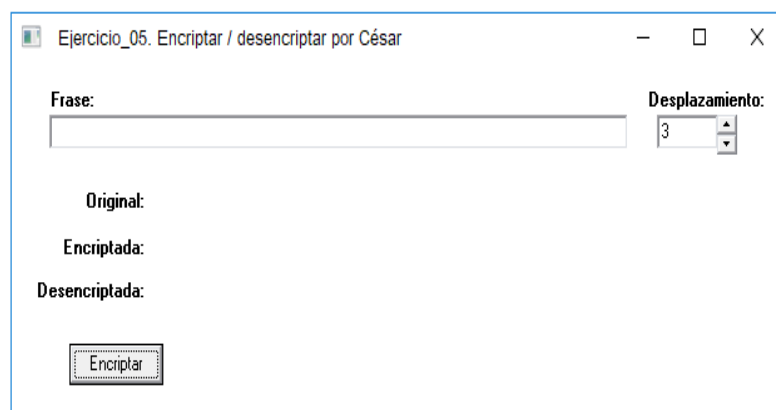 Ejercicio_05. Encriptar / desencriptar por César
Frase: Desplazamiento:
3
Original:
Encriptada:
Desencriptada:
Encriptar